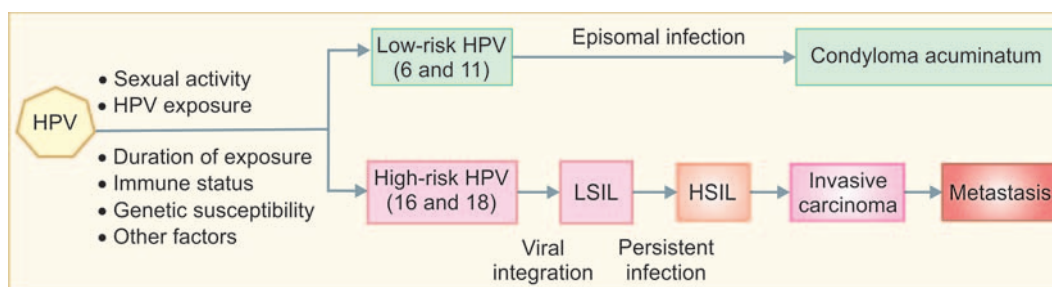 HPV
• Sexual activity
• HPV exposure
• Duration of exposure
• Immune status
• Genetic susceptibility
• Other factors
Low-risk HPV
(6 and 11)
Episomal infection
Condyloma acuminatum
High-risk HPV
(16 and 18)
Viral
integration
LSIL
Persistent
infection
HSIL
Invasive
carcinoma
Metastasis